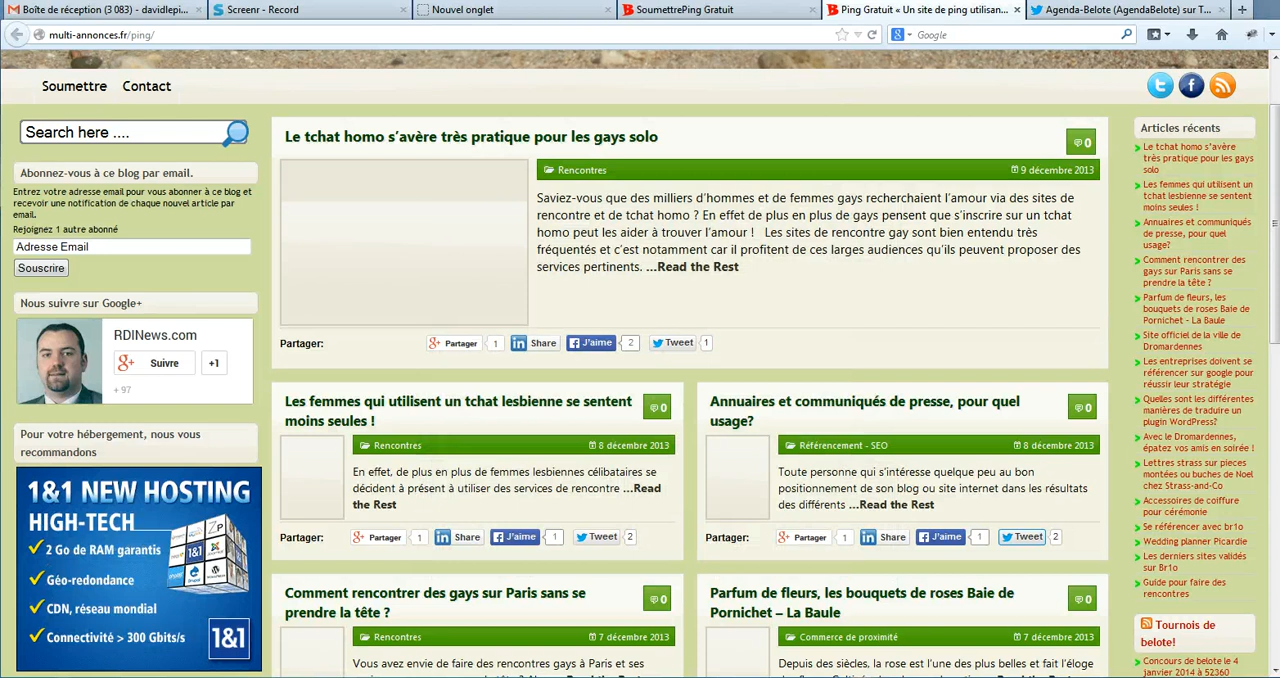 Boîte de réception (3 083) - davidlepi...
Screenr - Record
Nouvel onglet
SoumettrePing Gratuit
Ping Gratuit « Un site de ping utilisan...
Agenda-Belote (AgendaBelote) sur T...
multi-annonces.fr/ping/
Google
Soumettre
Contact
Search here ....
Abonnez-vous à ce blog par email.
Entrez votre adresse email pour vous abonner à ce blog et
recevoir une notification de chaque nouvel article par
email.
Rejoignez 1 autre abonné
Adresse Email
Souscrire
Nous suivre sur Google+
RDINews.com
Suivre
+1
+ 97
Pour votre hébergement, nous vous
recommandons
1&1 NEW HOSTING
HIGH-TECH
2 Go de RAM garantis
Géo-redondance
CDN, réseau mondial
Connectivité > 300 Gbits/s
1&1
Le tchat homo s'avère très pratique pour les gays solo
0
Rencontres
9 décembre 2013
Saviez-vous que des milliers d'hommes et de femmes gays recherchaient l'amour via des sites de
rencontre et de tchat homo ? En effet de plus en plus de gays pensent que s'inscrire sur un tchat
homo peut les aider à trouver l'amour !   Les sites de rencontre gay sont bien entendu très
fréquentés et c'est notamment car il profitent de ces larges audiences qu'ils peuvent proposer des
services pertinents. ...Read the Rest
Partager:
Partager 1
Share
J'aime 2
Tweet 1
Les femmes qui utilisent un tchat lesbienne se sentent
moins seules !
0
Rencontres
8 décembre 2013
En effet, de plus en plus de femmes lesbiennes célibataires se
décident à présent à utiliser des services de rencontre ...Read
the Rest
Partager:
Partager 1
Share
J'aime 1
Tweet 2
Annuaires et communiqués de presse, pour quel
usage?
0
Référencement - SEO
8 décembre 2013
Toute personne qui s'intéresse quelque peu au bon
positionnement de son blog ou site internet dans les résultats
des différents ...Read the Rest
Partager:
Partager 1
Share
J'aime 1
Tweet 2
Comment rencontrer des gays sur Paris sans se
prendre la tête ?
0
Rencontres
7 décembre 2013
Vous avez envie de faire des rencontres gays à Paris et ses
Parfum de fleurs, les bouquets de roses Baie de
Pornichet – La Baule
0
Commerce de proximité
7 décembre 2013
Depuis des siècles, la rose est l'une des plus belles et fait l'éloge
Articles récents
Le tchat homo s'avère
très pratique pour les gays
solo
Les femmes qui utilisent un
tchat lesbienne se sentent
moins seules !
Annuaires et communiqués
de presse, pour quel
usage?
Comment rencontrer des
gays sur Paris sans se
prendre la tête ?
Parfum de fleurs, les
bouquets de roses Baie de
Pornichet - La Baule
Site officiel de la ville de
Dromardennes
Les entreprises doivent se
référencer sur google pour
réussir leur stratégie
Quelles sont les différentes
manières de traduire un
plugin WordPress?
Avec le Dromardennes,
épatez vos amis en soirée !
Lettres strass sur pieces
montées ou buches de Noel
chez Strass-and-Co
Accessoires de coiffure
pour cérémonie
Se référencer avec br1o
Wedding planner Picardie
Les derniers sites validés
sur Br1o
Guide pour faire des
rencontres
Tournois de
belote!
Concours de belote le 4
janvier 2014 à 52360